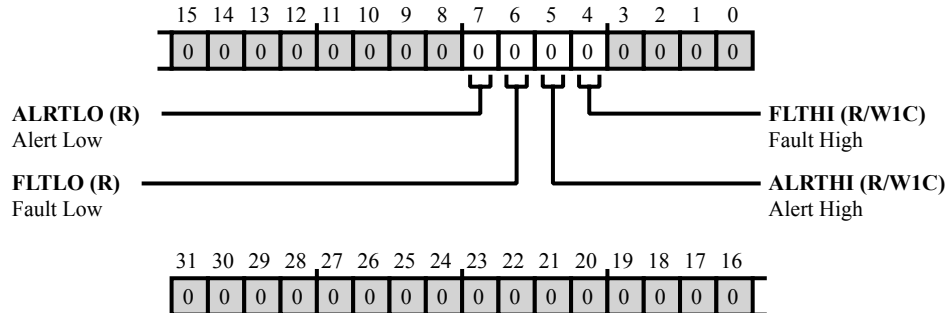 15 14 13 12 11 10 9 8 7 6 5 4 3 2 1 0
0 0 0 0 0 0 0 0 0 0 0 0 0 0 0 0
ALRTLO (R)
Alert Low
FLTHI (R/W1C)
Fault High
FLTLO (R)
Fault Low
ALRTHI (R/W1C)
Alert High
31 30 29 28 27 26 25 24 23 22 21 20 19 18 17 16
0 0 0 0 0 0 0 0 0 0 0 0 0 0 0 0